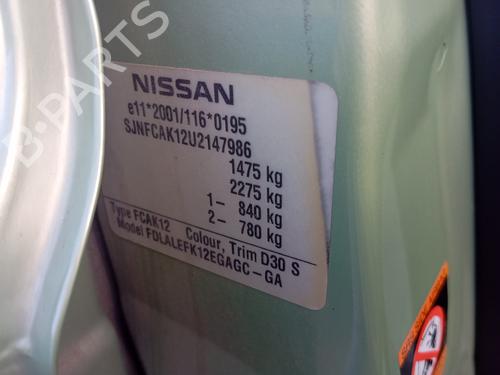 B-PARTS
NISSAN
e11*2001/116*0195
SJNFCAK12U2147986
1475 kg
2275 kg
1- 840 kg
2- 780 kg
Type FCAK12 Colour, Trim D30 S
Model FDLALEFK12EGAGC-GA